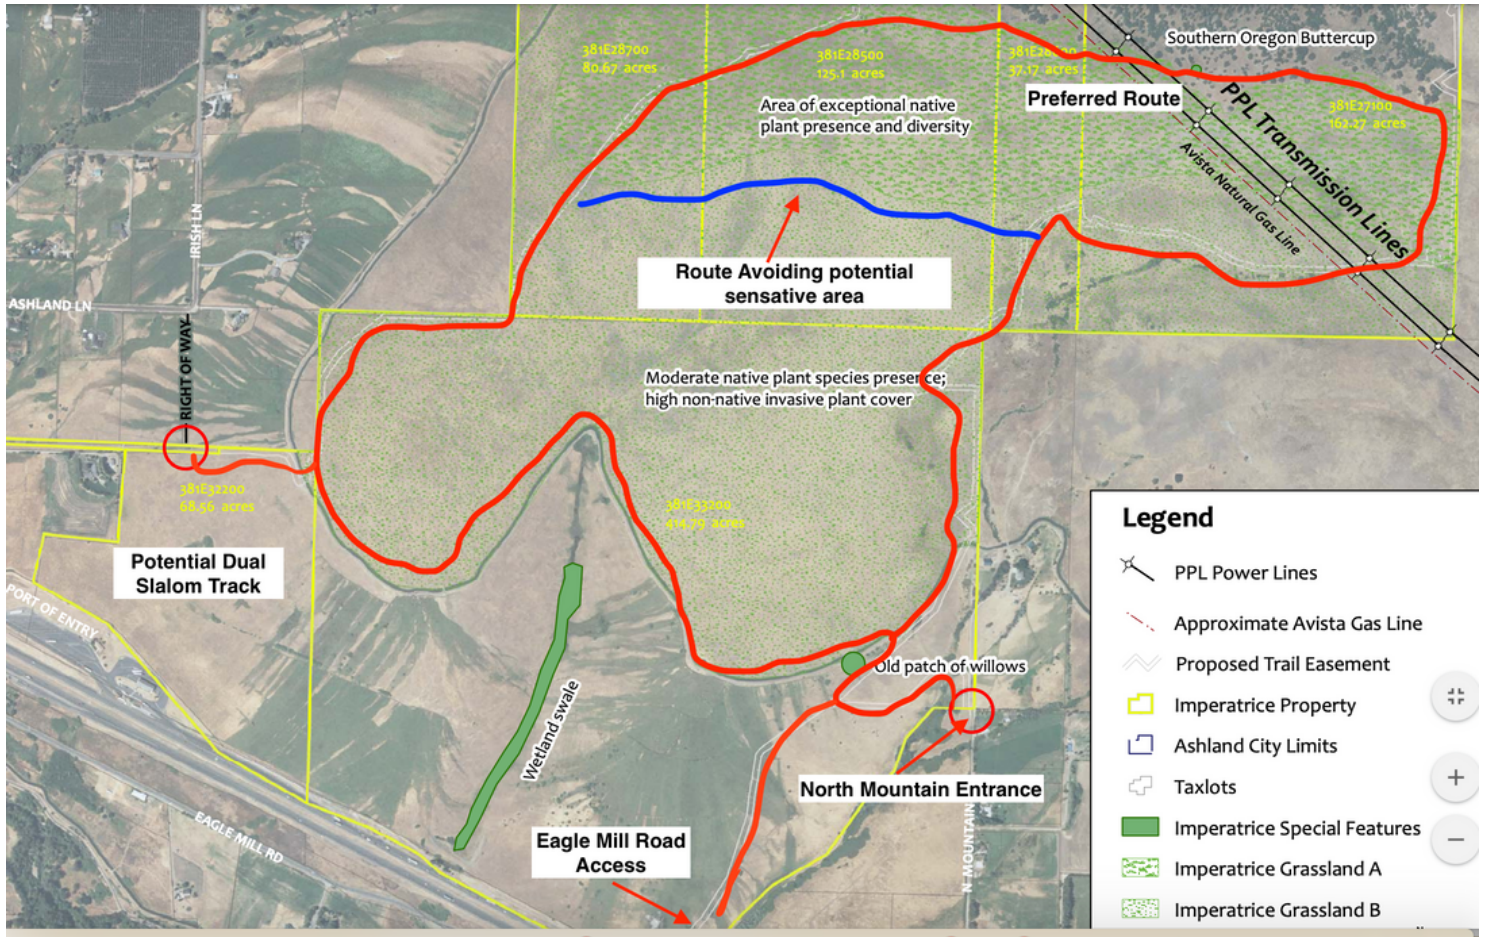 381E28700
80.67 acres
381E28500
125.1 acres
37.17 acres
Southern Oregon Buttercup
Preferred Route
381E27100
162.27 acres
Area of exceptional native
plant presence and diversity
PPL Transmission Lines
Avista Natural Gas Line
IRISH LN
Route Avoiding potential
sensative area
ASHLAND LN
RIGHT OF WAY
Moderate native plant species presence;
high non-native invasive plant cover
381E32200
68.56 acres
381E33200
414.79 acres
Potential Dual
Slalom Track
PORT OF ENTRY
Wetland swale
Old patch of willows
North Mountain Entrance
N MOUNTAIN
EAGLE MILL RD
Eagle Mill Road
Access
Legend
PPL Power Lines
Approximate Avista Gas Line
Proposed Trail Easement
Imperatrice Property
Ashland City Limits
Taxlots
Imperatrice Special Features
Imperatrice Grassland A
Imperatrice Grassland B